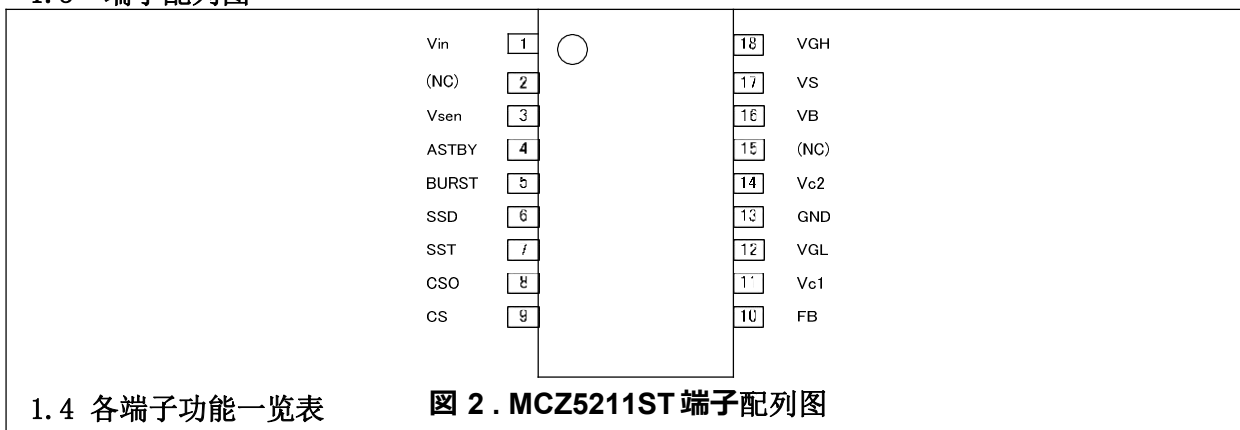 Vin 1 18 VGH
(NC) 2 17 VS
Vsen 3 16 VB
ASTBY 4 15 (NC)
BURST 5 14 Vc2
SSD 6 13 GND
SST 7 12 VGL
CSO 8 11 Vc1
CS 9 10 FB
1.4 各端子功能一览表 図 2 . MCZ5211ST 端子配列图